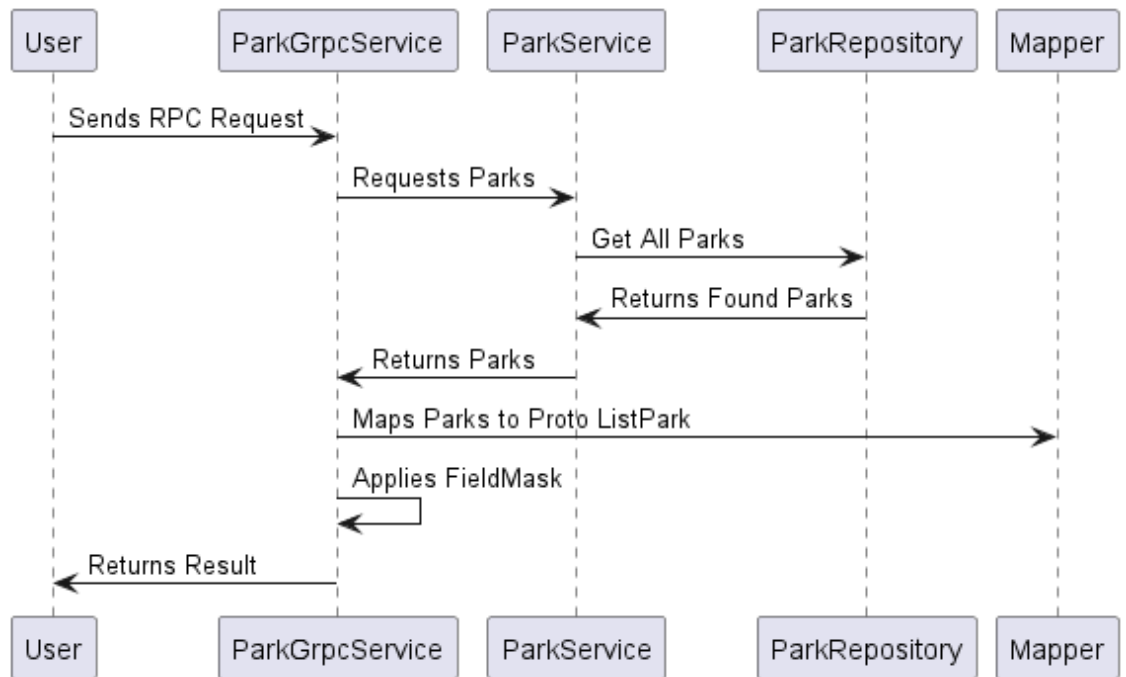 User
ParkGrpcService
ParkService
ParkRepository
Mapper
Sends RPC Request
Requests Parks
Get All Parks
Returns Found Parks
Returns Parks
Maps Parks to Proto ListPark
Applies FieldMask
Returns Result
User
ParkGrpcService
ParkService
ParkRepository
Mapper